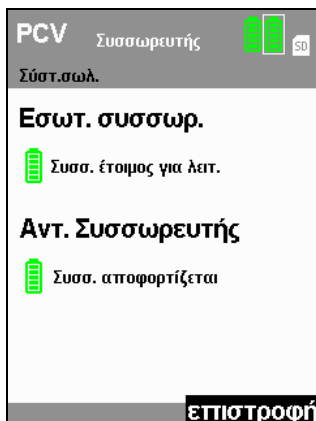 PCV Συσσωρευτής SD
Σύστ.σωλ.
Εσωτ. συσσωρ.
Συσσ. έτοιμος για λειτ.
Αντ. Συσσωρευτής
Συσσ. αποφορτίζεται
επιστροφή